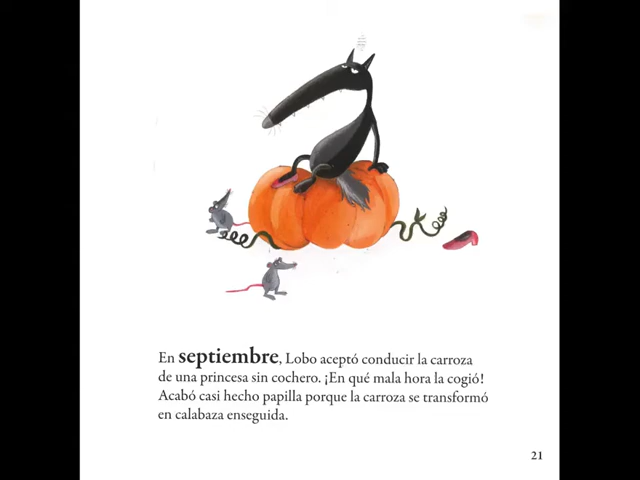 En septiembre, Lobo aceptó conducir la carroza
de una princesa sin cochero. ¡En qué mala hora la cogió!
Acabó casi hecho papilla porque la carroza se transformó
en calabaza enseguida.
21